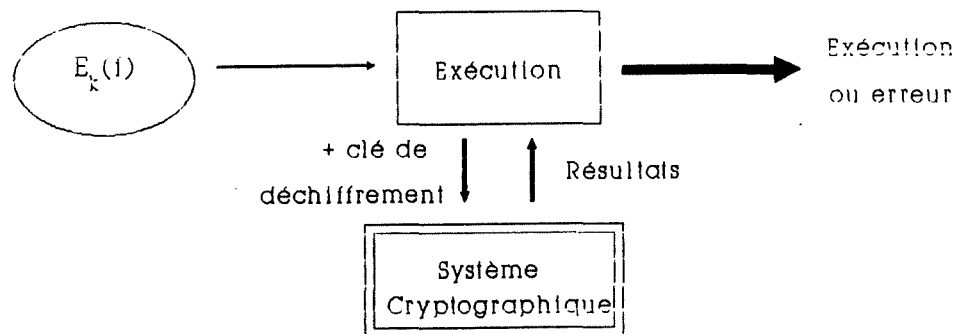 E_k(i)
Exécution
Exécution
ou erreur
+ clé de
déchiffrement
Résultats
Système
Cryptographique